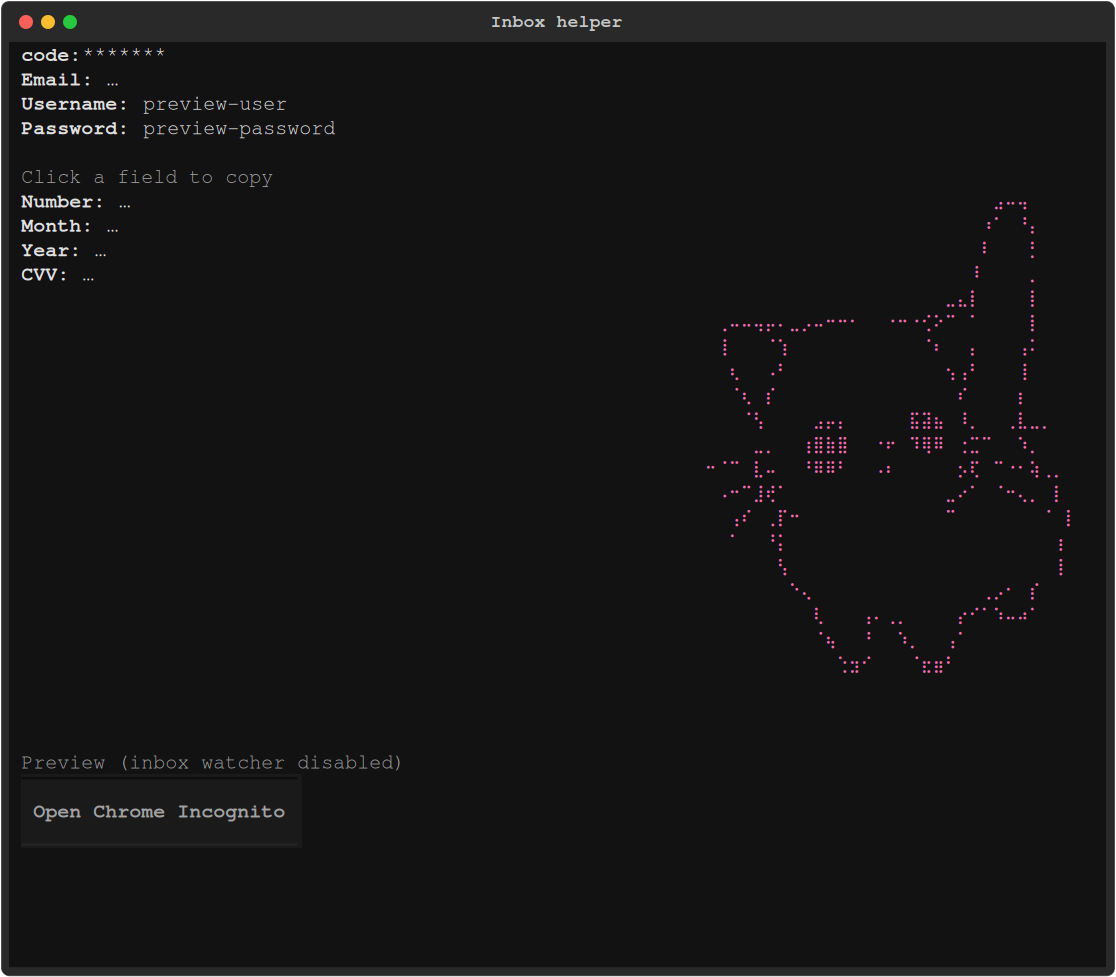 Inbox helper
code:*******
Email: …
Username: preview-user
Password: preview-password
Click a field to copy
Number: …
Month: …
Year: …
CVV: …
Preview (inbox watcher disabled)
Open Chrome Incognito